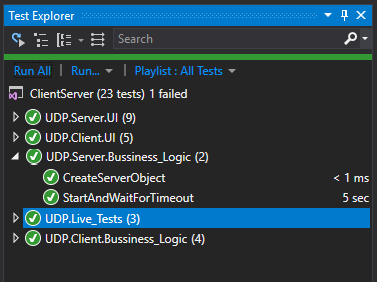 Test Explorer
Search
Run All | Run... | Playlist : All Tests
ClientServer (23 tests) 1 failed
UDP.Server.UI (9)
UDP.Client.UI (5)
UDP.Server.Bussiness_Logic (2)
CreateServerObject < 1 ms
StartAndWaitForTimeout 5 sec
UDP.Live_Tests (3)
UDP.Client.Bussiness_Logic (4)